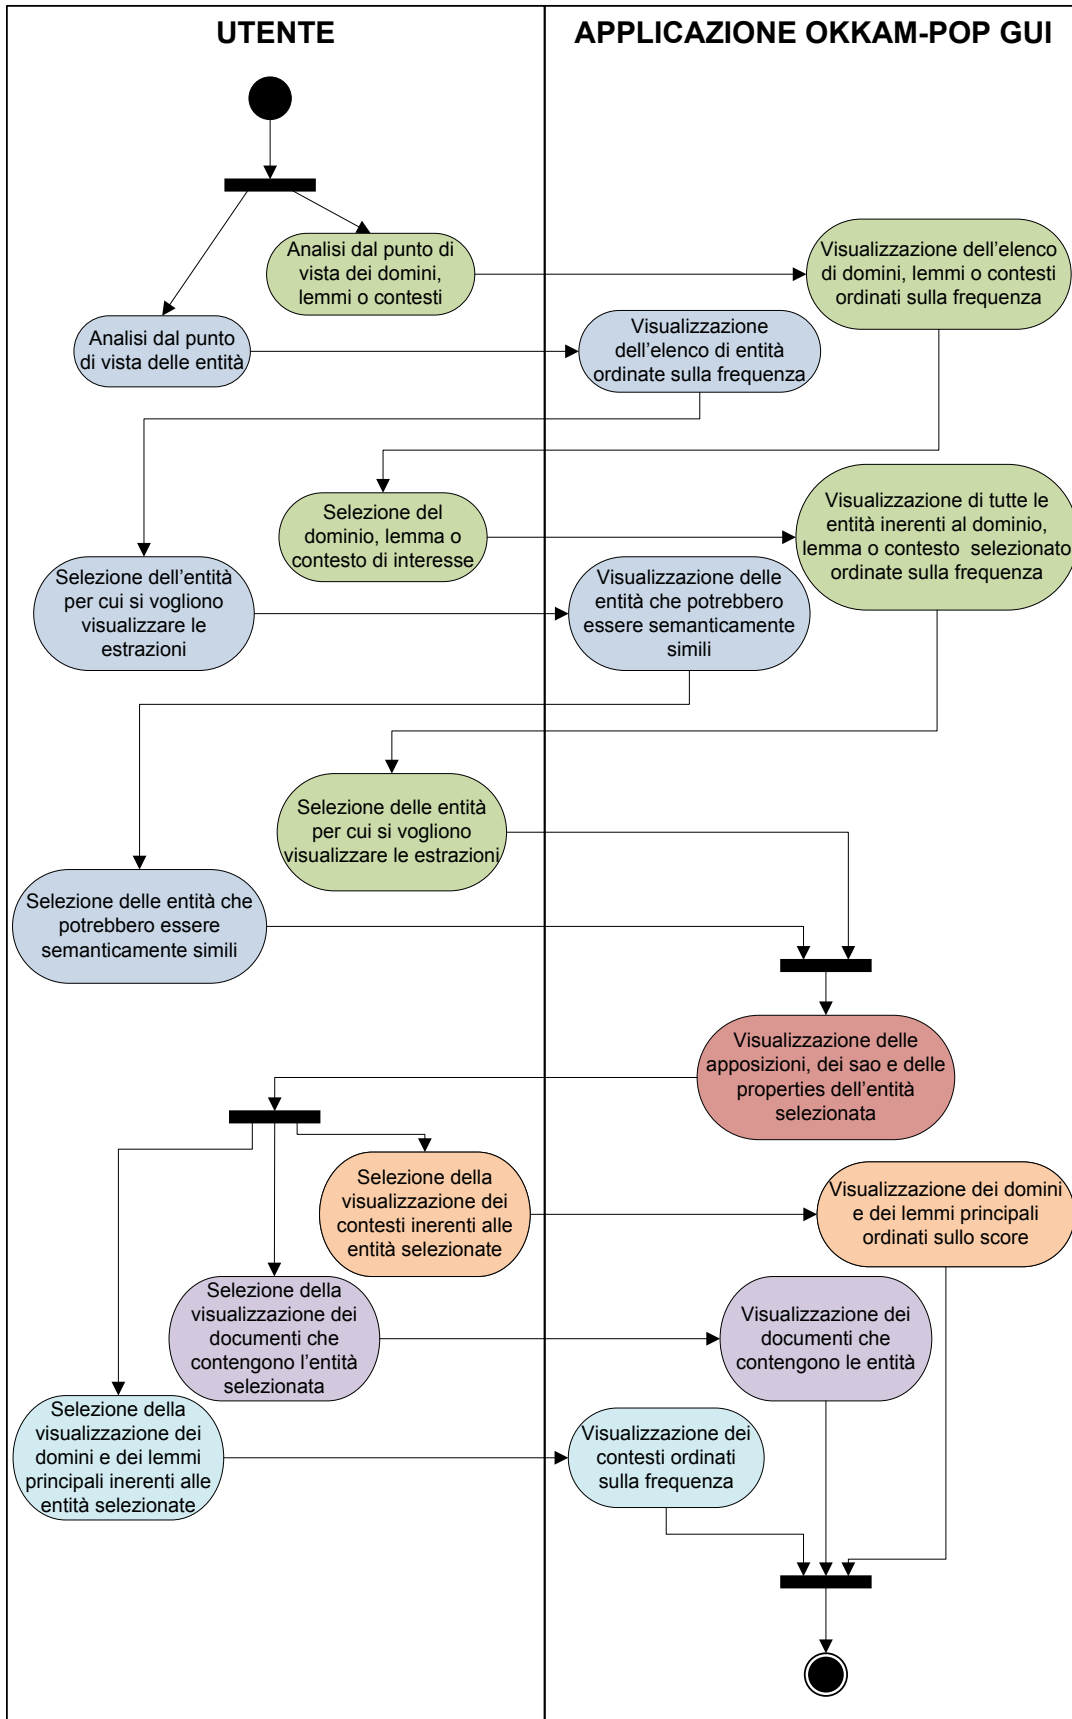 UTENTE
APPLICAZIONE OKKAM-POP GUI
Analisi dal punto di
vista dei domini,
lemmi o contesti
Visualizzazione dell'elenco
di domini, lemmi o contesti
ordinati sulla frequenza
Analisi dal punto
di vista delle entità
Visualizzazione
dell'elenco di entità
ordinate sulla frequenza
Selezione del
dominio, lemma o
contesto di interesse
Visualizzazione di tutte le
entità inerenti al dominio,
lemma o contesto selezionato
ordinate sulla frequenza
Selezione dell'entità
per cui si vogliono
visualizzare le
estrazioni
Visualizzazione delle
entità che potrebbero
essere semanticamente
simili
Selezione delle entità
per cui si vogliono
visualizzare le estrazioni
Selezione delle entità che
potrebbero essere
semanticamente simili
Visualizzazione delle
apposizioni, dei sao e delle
properties dell'entità
selezionata
Selezione della
visualizzazione dei
contesti inerenti alle
entità selezionate
Visualizzazione dei domini
e dei lemmi principali
ordinati sullo score
Selezione della
visualizzazione dei
documenti che
contengono l'entità
selezionata
Visualizzazione dei
documenti che
contengono le entità
Selezione della
visualizzazione dei
domini e dei lemmi
principali inerenti alle
entità selezionate
Visualizzazione dei
contesti ordinati
sulla frequenza